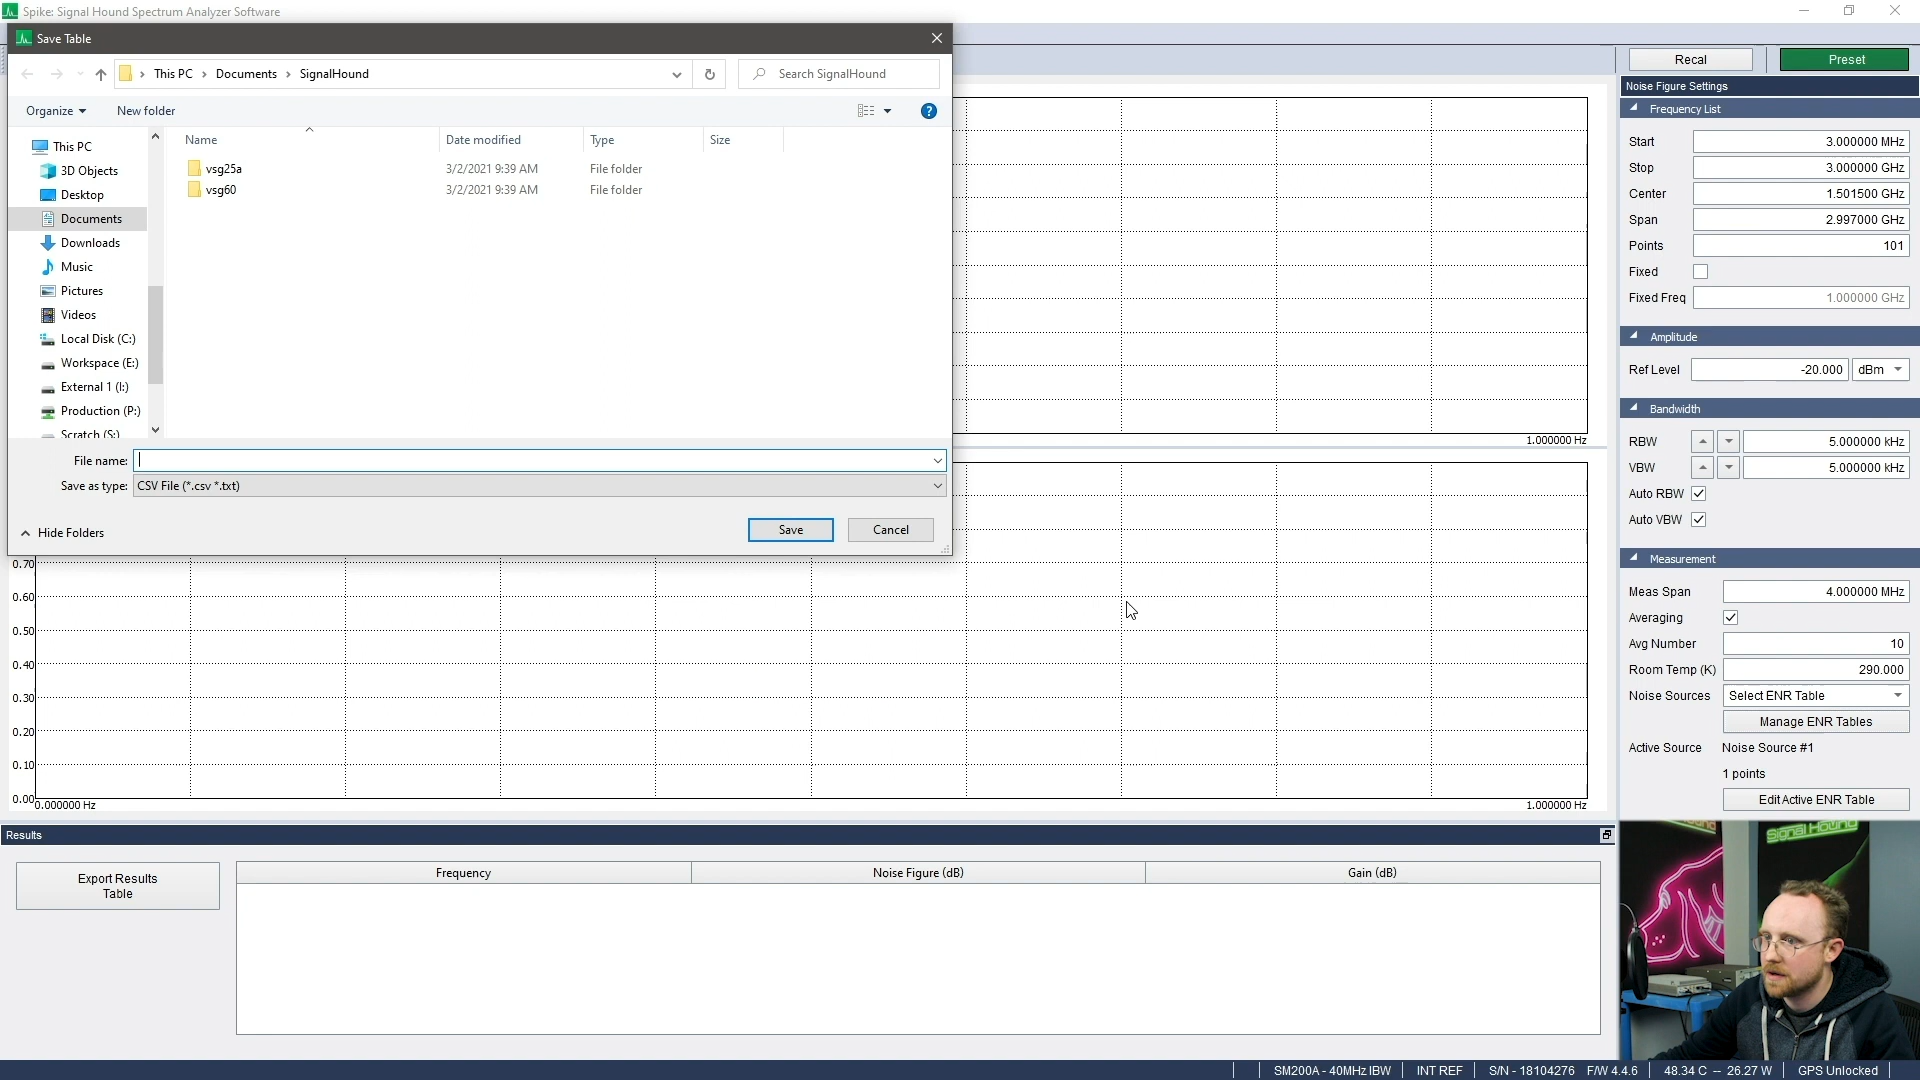 Spike: Signal Hound Spectrum Analyzer Software
Save Table
This PC › Documents › SignalHound
Search SignalHound
Organize
New folder
?
Name
Date modified
Type
Size
vsg25a
3/2/2021 9:39 AM
File folder
vsg60
3/2/2021 9:39 AM
File folder
This PC
3D Objects
Desktop
Documents
Downloads
Music
Pictures
Videos
Local Disk (C:)
Workspace (E:)
External 1 (I:)
Production (P:)
Scratch (S:)
File name:
Save as type: CSV File (*.csv *.txt)
Hide Folders
Save
Cancel
1.000000 Hz
0.70
0.60
0.50
0.40
0.30
0.20
0.10
0.00
0.000000 Hz
1.000000 Hz
Results
Export Results
Table
Frequency
Noise Figure (dB)
Gain (dB)
Recal
Preset
Noise Figure Settings
Frequency List
Start 3.000000 MHz
Stop 3.000000 GHz
Center 1.501500 GHz
Span 2.997000 GHz
Points 101
Fixed
Fixed Freq 1.000000 GHz
Amplitude
Ref Level -20.000 dBm
Bandwidth
RBW 5.000000 kHz
VBW 5.000000 kHz
Auto RBW
Auto VBW
Measurement
Meas Span 4.000000 MHz
Averaging
Avg Number 10
Room Temp (K) 290.000
Noise Sources Select ENR Table
Manage ENR Tables
Active Source Noise Source #1
1 points
Edit Active ENR Table
Signal Hound
SM200A - 40MHz IBW
INT REF
S/N - 18104276 F/W 4.4.6
48.34 C -- 26.27 W
GPS Unlocked